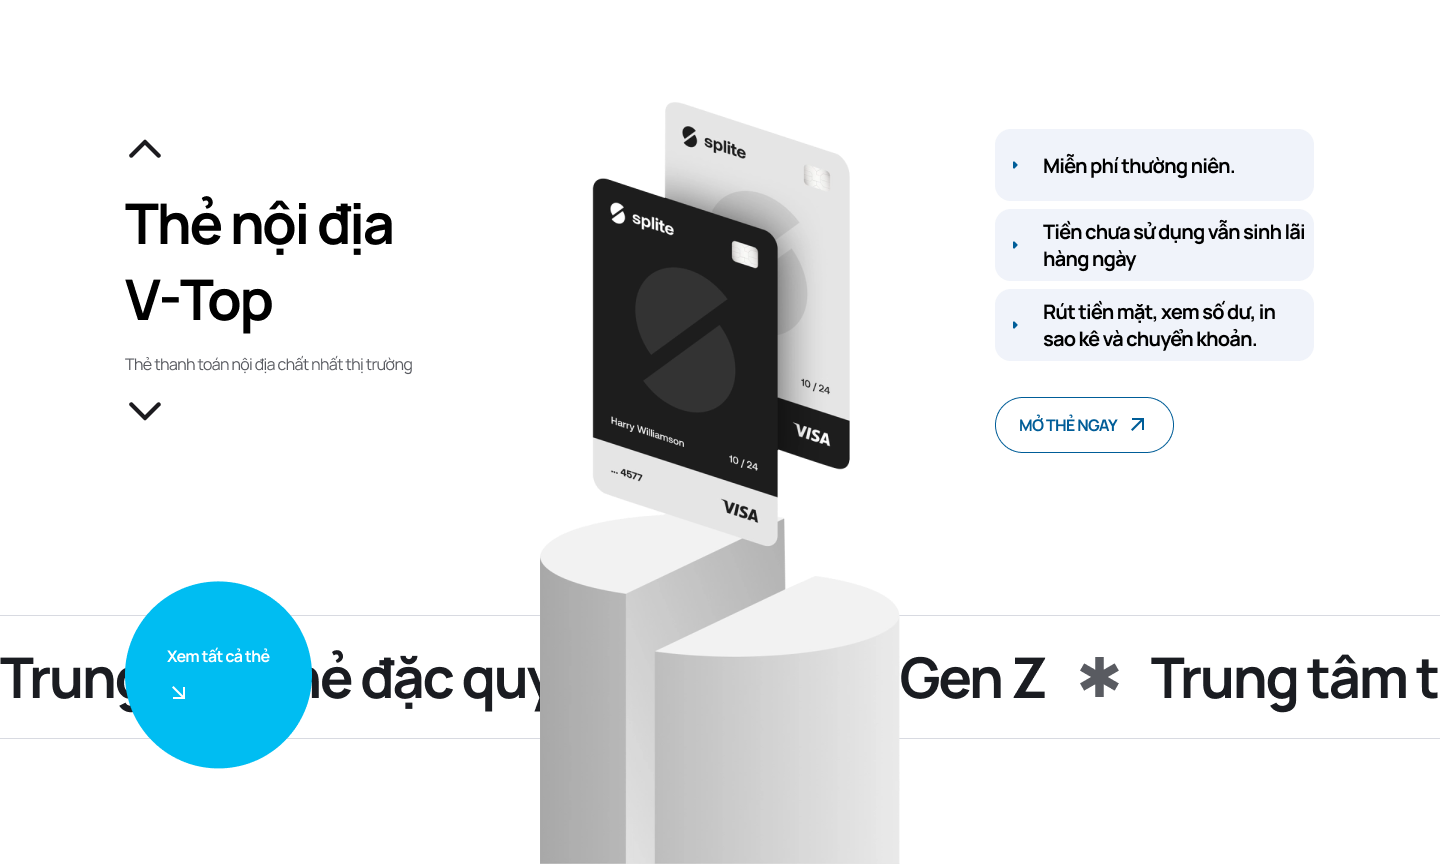 Thẻ nội địa
V-Top
Thẻ thanh toán nội địa chất nhất thị trường
splite
10 / 24
VISA
splite
Harry Williamson
10 / 24
... 4577
VISA
Miễn phí thường niên.
Tiền chưa sử dụng vẫn sinh lãi
hàng ngày
Rút tiền mặt, xem số dư, in
sao kê và chuyển khoản.
MỞ THẺ NGAY
Xem tất cả thẻ
Trung đặc Gen Z * Trung tâm